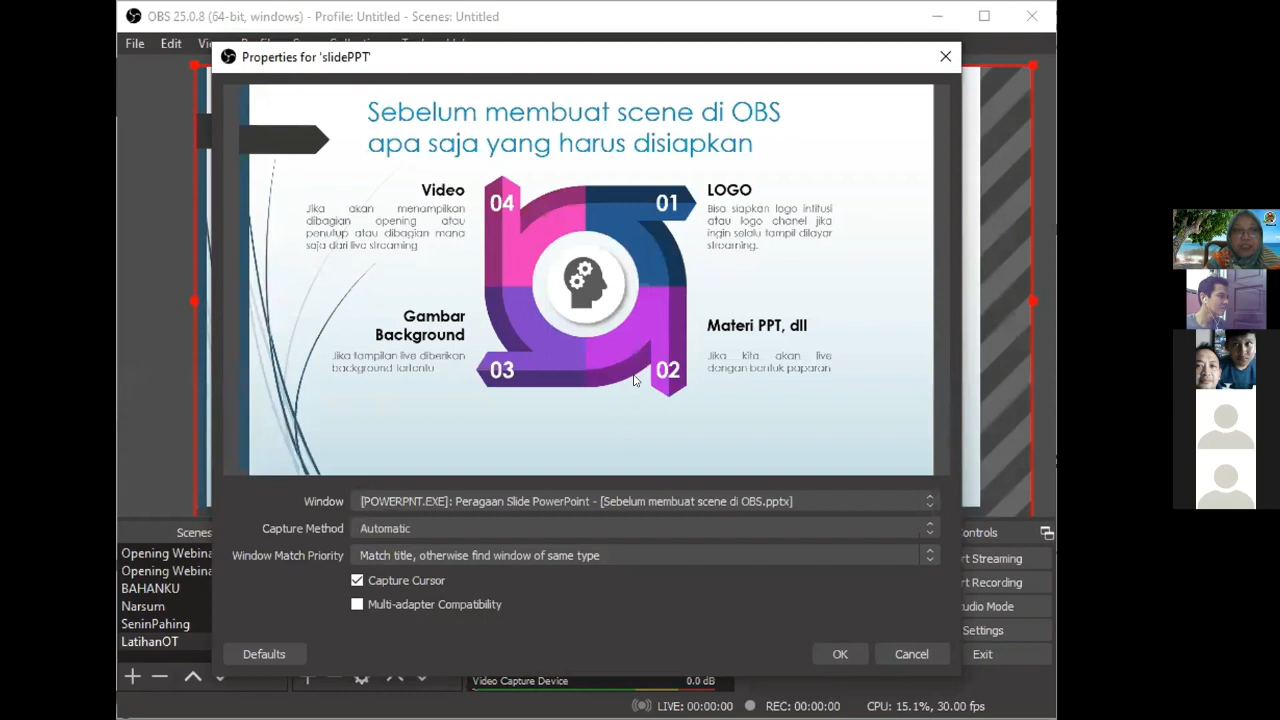 OBS 25.0.8 (64-bit, windows) - Profile: Untitled - Scenes: Untitled
File Edit
Properties for 'slidePPT'
Sebelum membuat scene di OBS
apa saja yang harus disiapkan
Video
Jika akan menampilkan
dibagian opening atau
penutup atau dibagian mana
saja dari live streaming
04
01
LOGO
Bisa siapkan logo intitusi
atau logo chanel jika
ingin selalu tampil dilayar
streaming.
Gambar
Background
Jika tampilan live diberikan
background tertentu
03
02
Materi PPT, dll
Jika kita akan live
dengan bentuk paparan
Window [POWERPNT.EXE]: Peragaan Slide PowerPoint - [Sebelum membuat scene di OBS.pptx]
Capture Method Automatic
Window Match Priority Match title, otherwise find window of same type
Capture Cursor
Multi-adapter Compatibility
Defaults OK Cancel
Scenes
Opening Webina
Opening Webina
BAHANKU
Narsum
SeninPahing
LatihanOT
ontrols
rt Streaming
rt Recording
udio Mode
Settings
Exit
Video Capture Device 0.0 dB
LIVE: 00:00:00 REC: 00:00:00 CPU: 15.1%, 30.00 fps